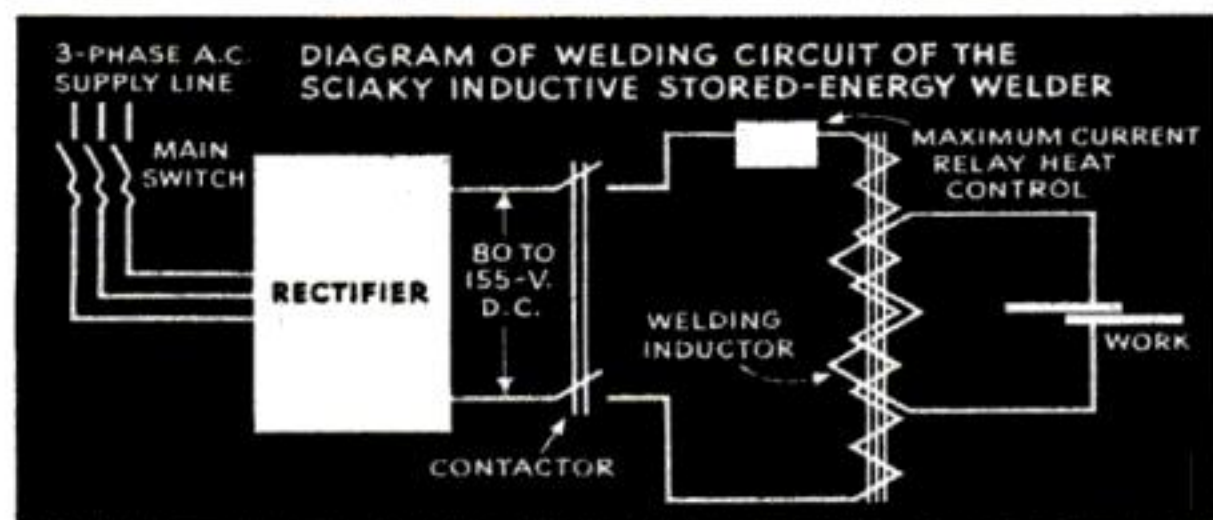 3-PHASE A.C.
SUPPLY LINE
DIAGRAM OF WELDING CIRCUIT OF THE
SCIAKY INDUCTIVE STORED-ENERGY WELDER
MAIN
SWITCH
MAXIMUM CURRENT
RELAY HEAT
CONTROL
RECTIFIER
80 TO
155-V.
D.C.
WELDING
INDUCTOR
WORK
CONTACTOR